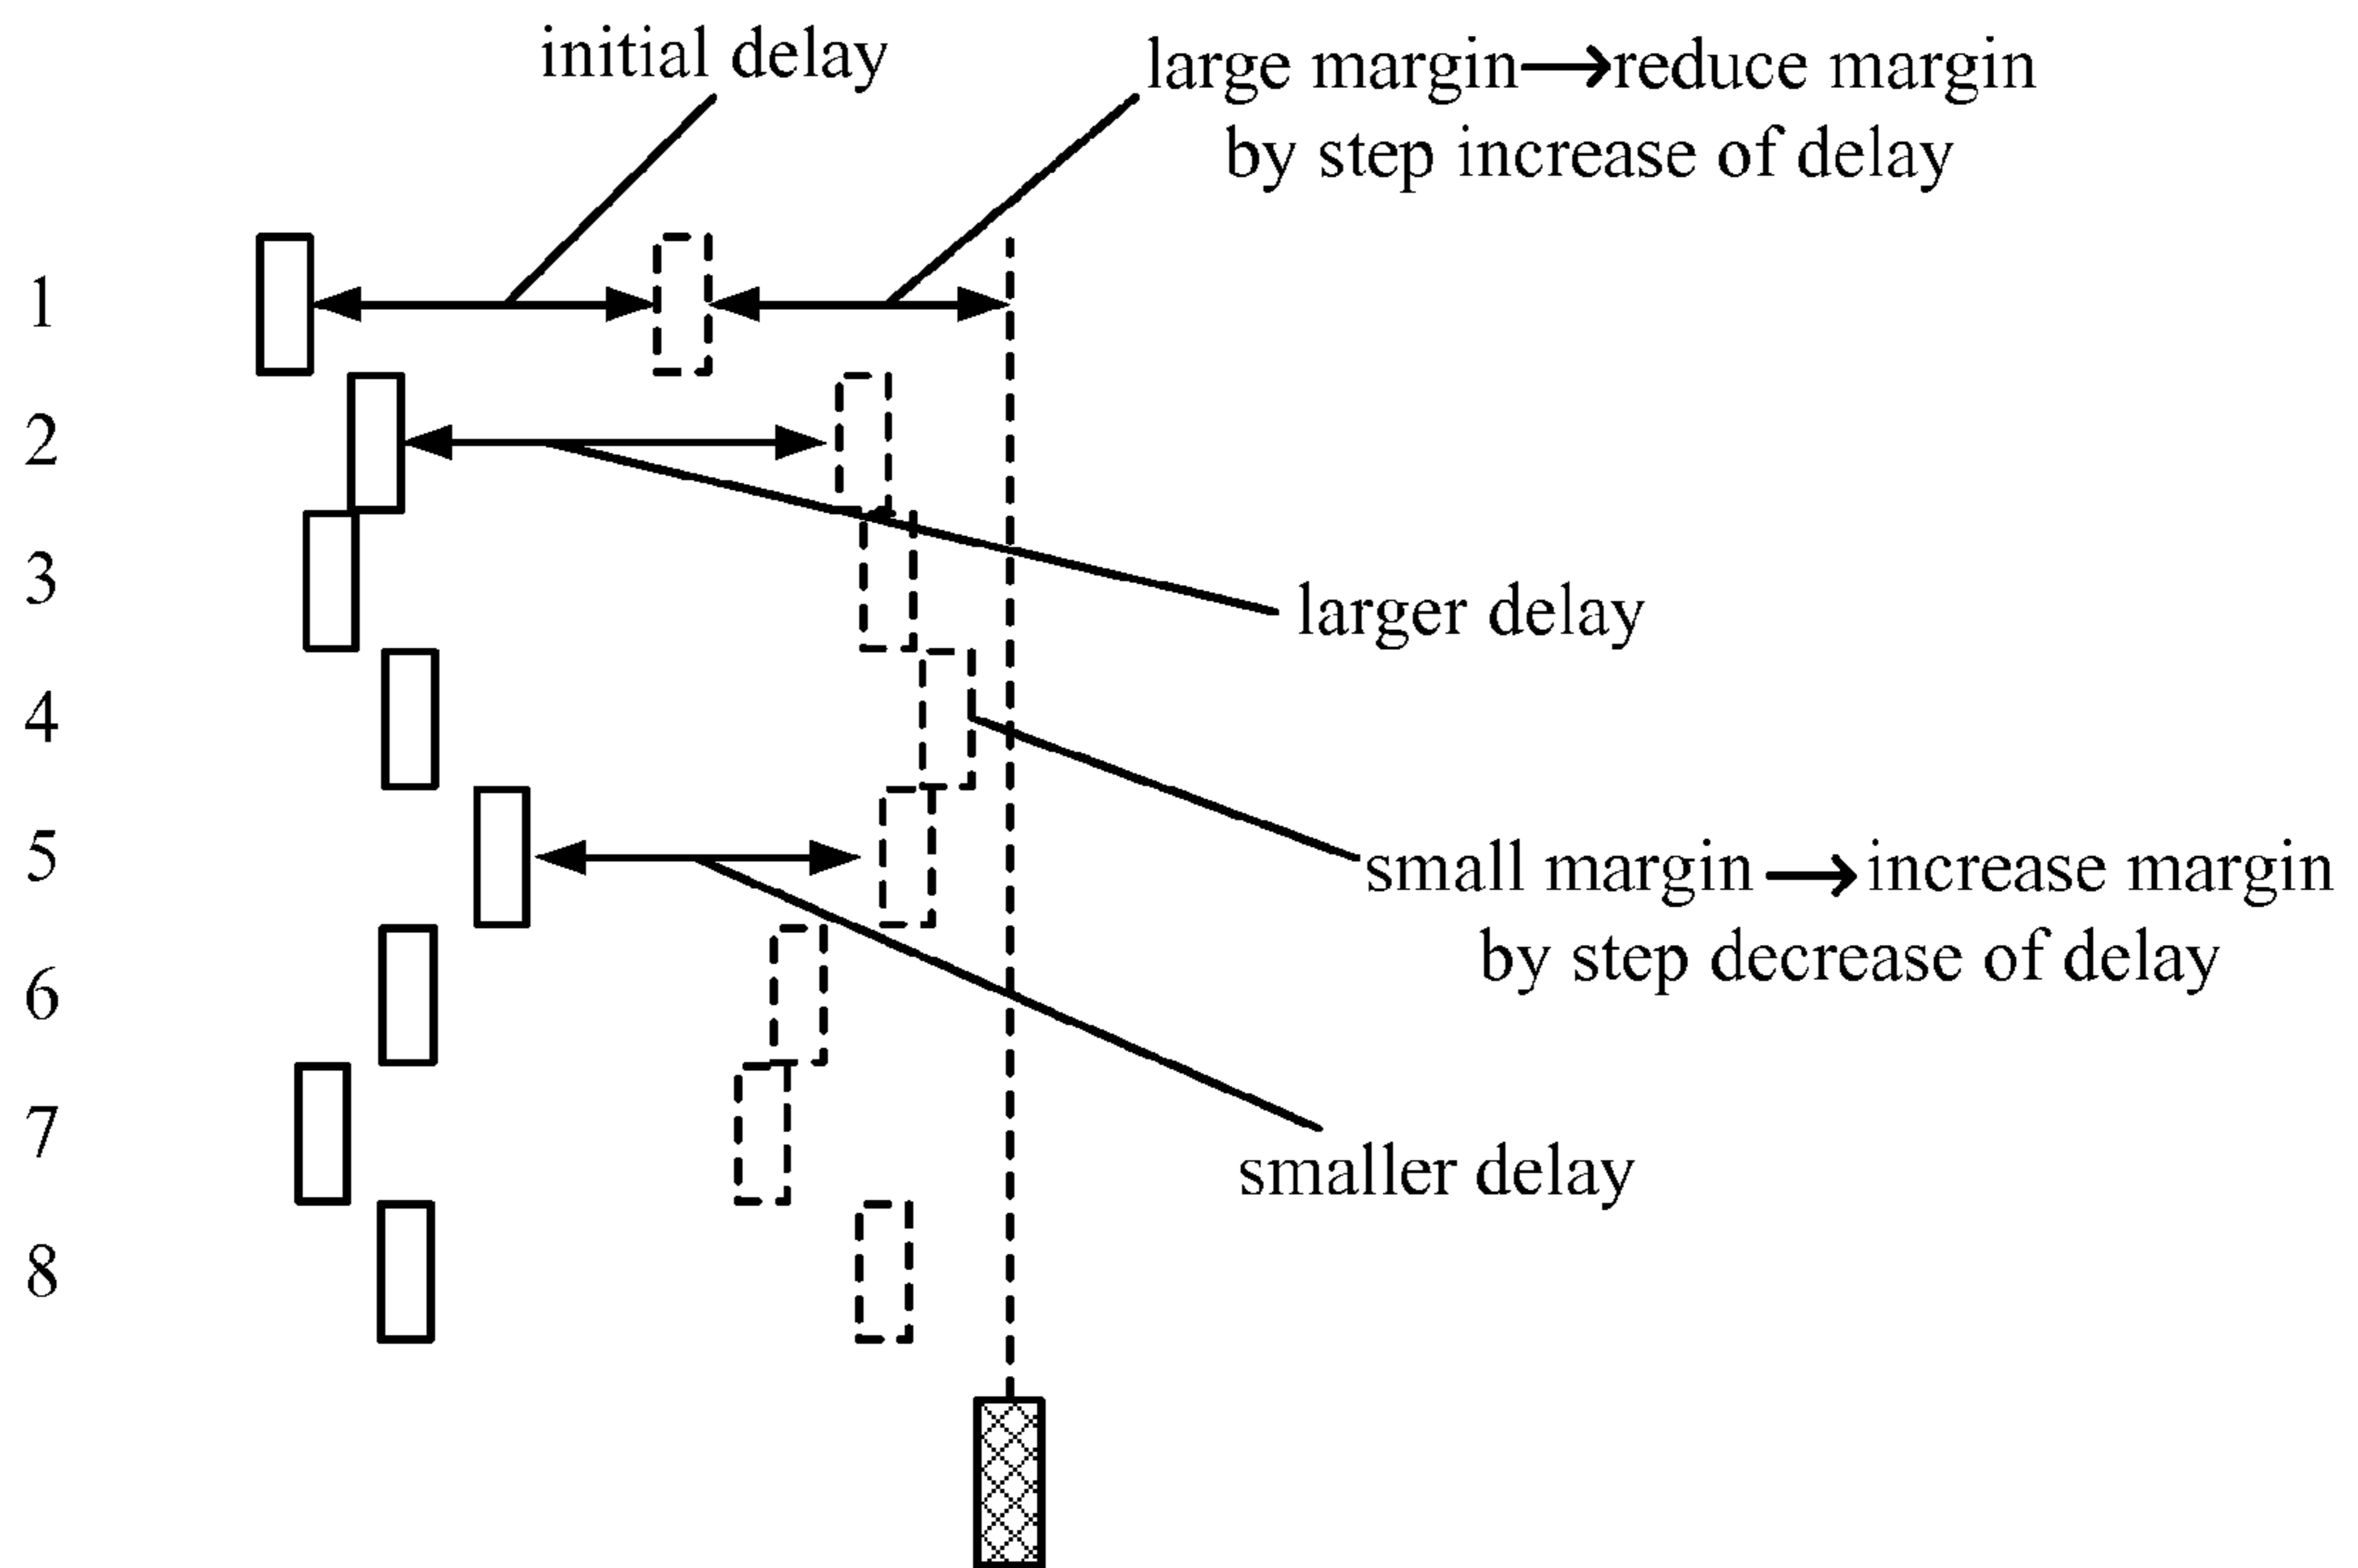 initial delay
large margin→reduce margin
by step increase of delay
1
2
3
larger delay
4
5
small margin→increase margin
by step decrease of delay
6
7
smaller delay
8